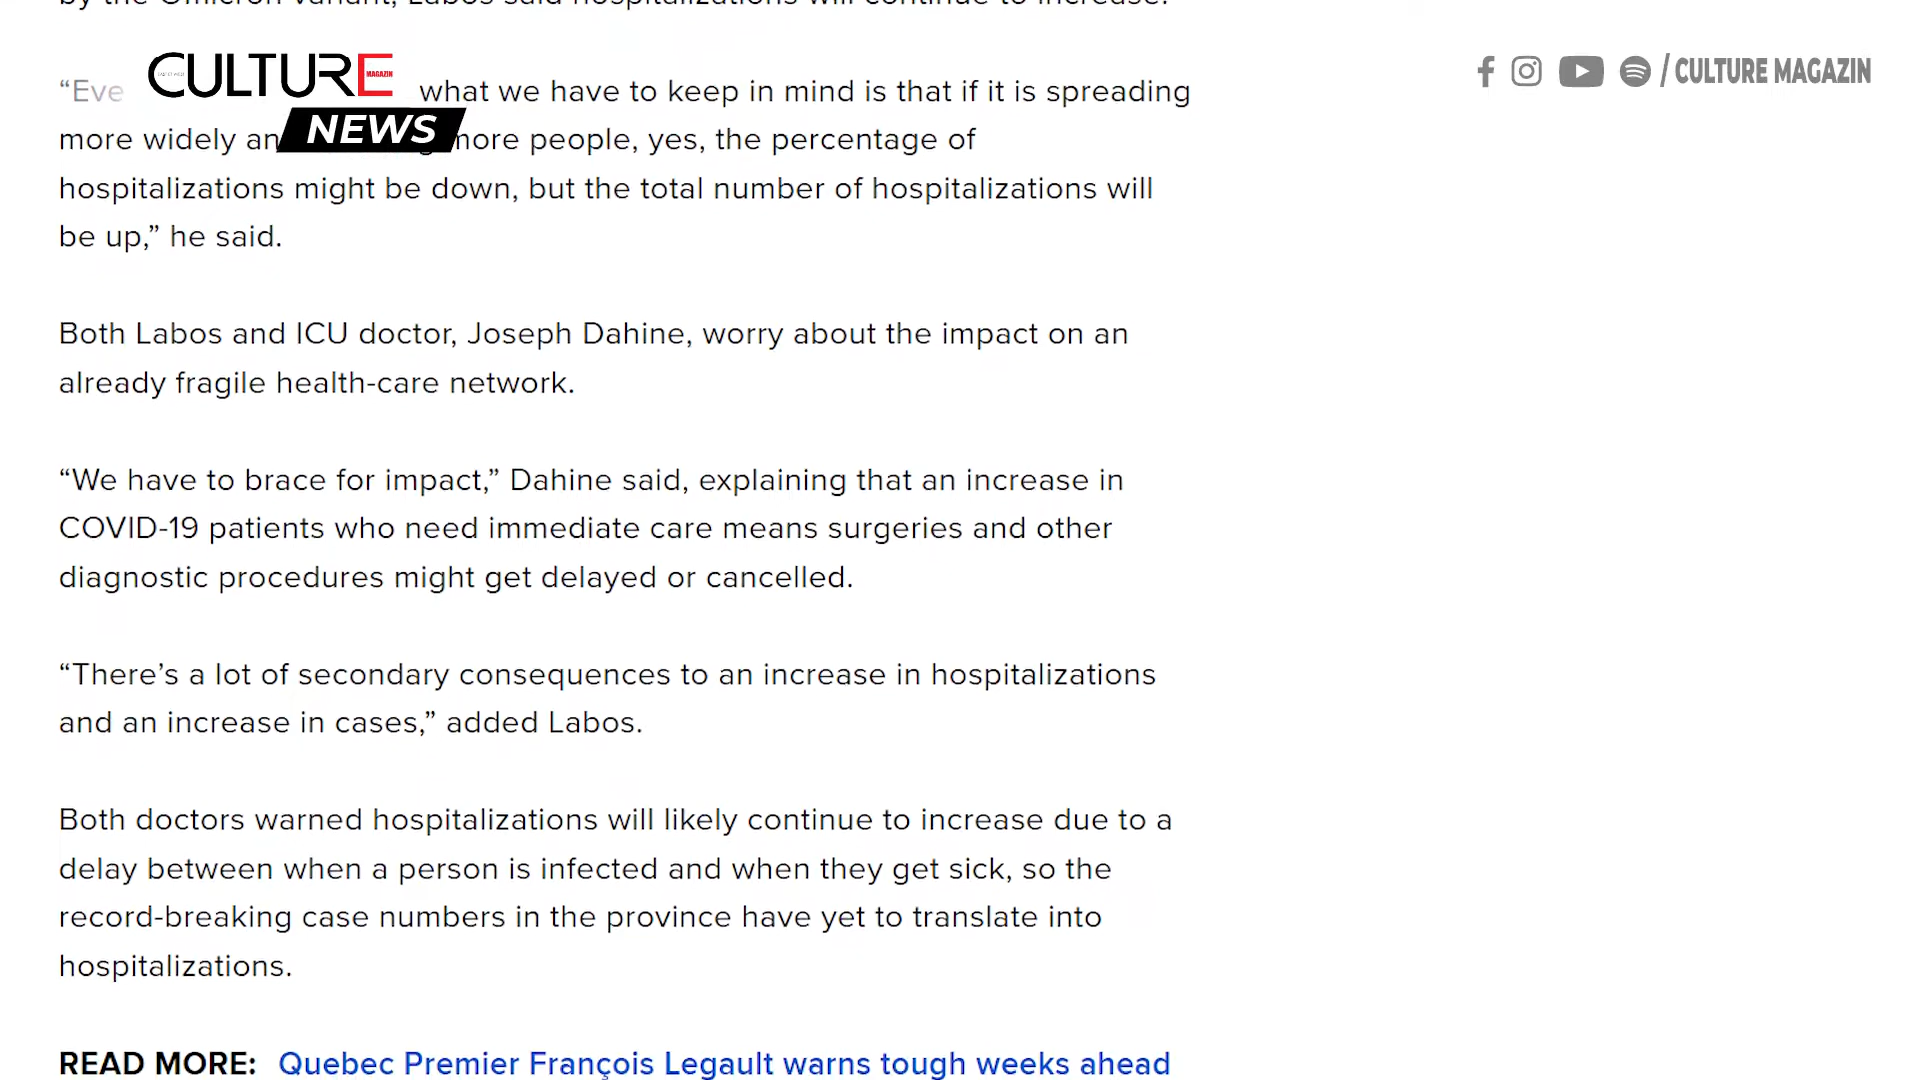 by the Omicron variant, Labos said hospitalizations will continue to increase.
CULTURE MAGAZIN
NEWS
/ CULTURE MAGAZIN
“Eve what we have to keep in mind is that if it is spreading
more widely an more people, yes, the percentage of
hospitalizations might be down, but the total number of hospitalizations will
be up,” he said.
Both Labos and ICU doctor, Joseph Dahine, worry about the impact on an
already fragile health-care network.
“We have to brace for impact,” Dahine said, explaining that an increase in
COVID-19 patients who need immediate care means surgeries and other
diagnostic procedures might get delayed or cancelled.
“There’s a lot of secondary consequences to an increase in hospitalizations
and an increase in cases,” added Labos.
Both doctors warned hospitalizations will likely continue to increase due to a
delay between when a person is infected and when they get sick, so the
record-breaking case numbers in the province have yet to translate into
hospitalizations.
READ MORE: Quebec Premier François Legault warns tough weeks ahead